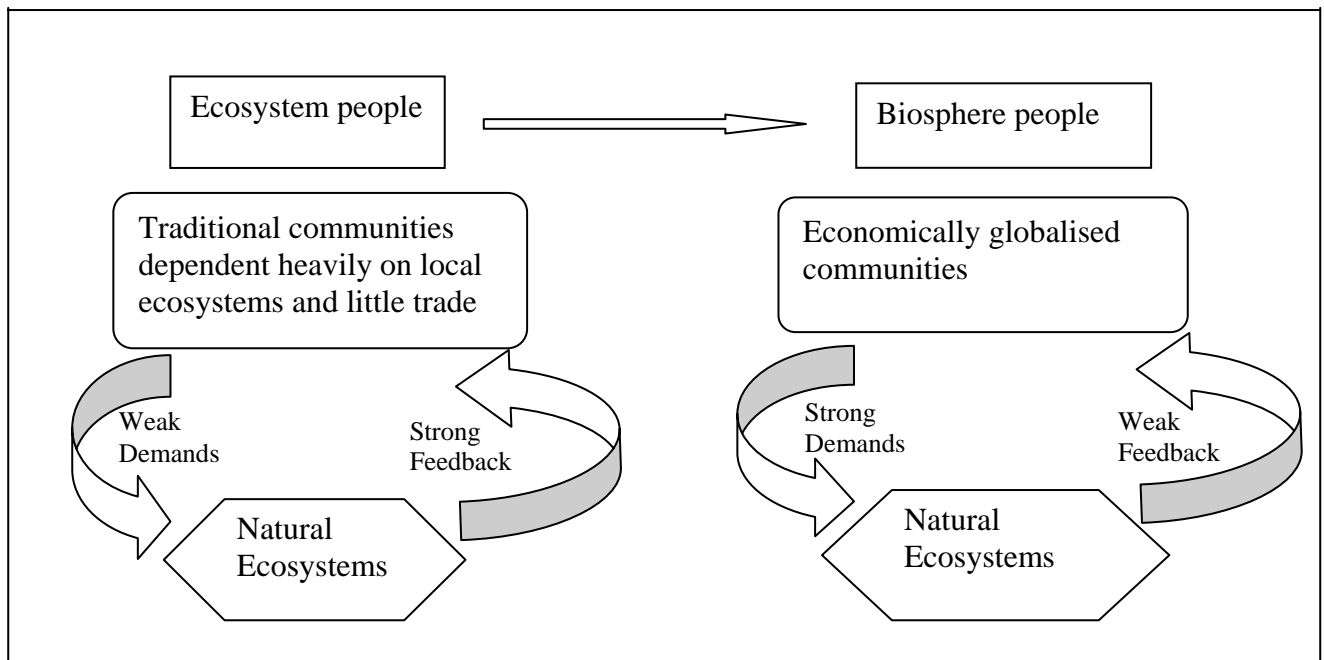 Ecosystem people
Biosphere people
Traditional communities
dependent heavily on local
ecosystems and little trade
Economically globalised
communities
Weak
Demands
Strong
Feedback
Strong
Demands
Weak
Feedback
Natural
Ecosystems
Natural
Ecosystems